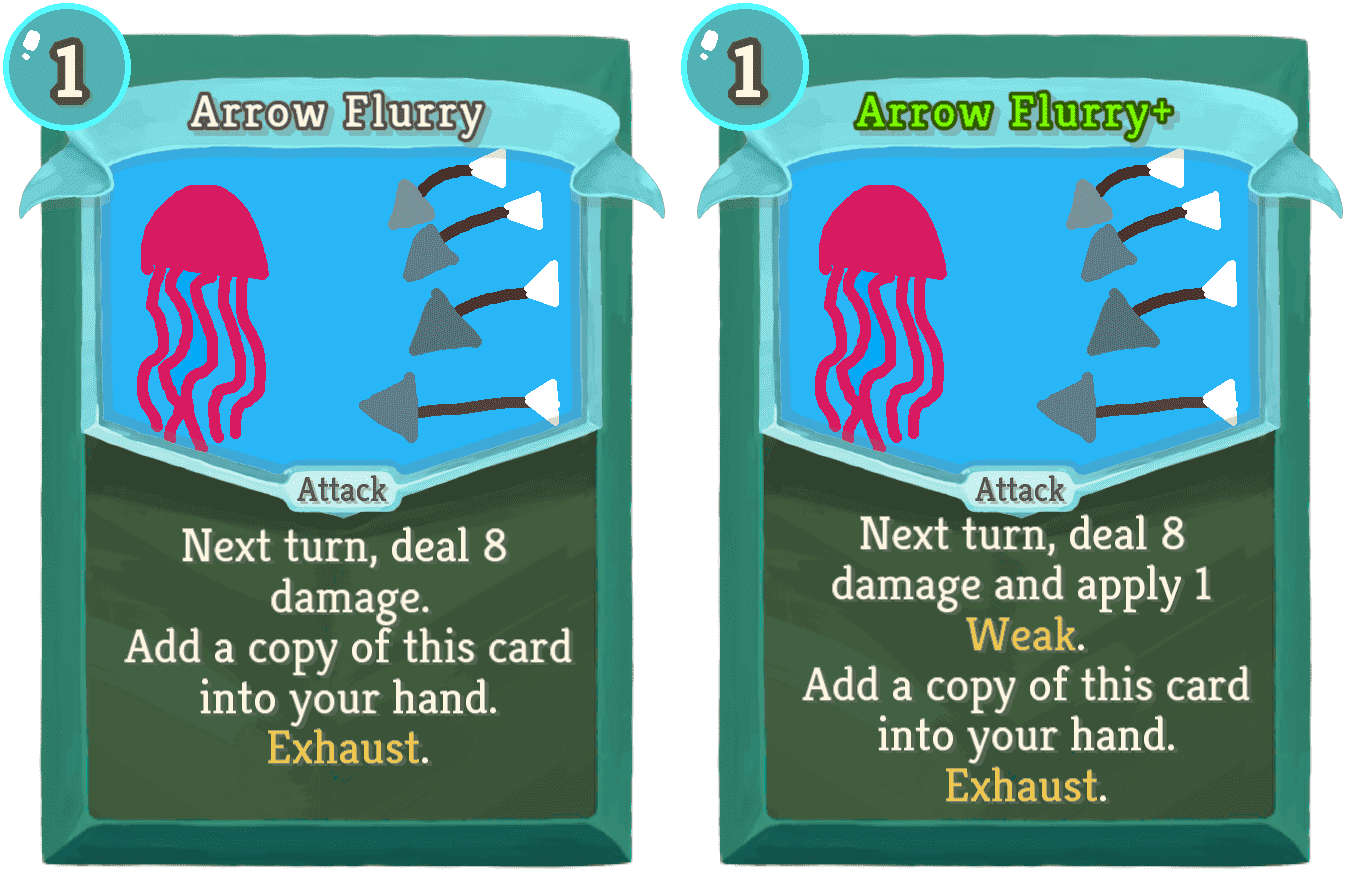 1
Arrow Flurry
Attack
Next turn, deal 8
damage.
Add a copy of this card
into your hand.
Exhaust.
1
Arrow Flurry+
Attack
Next turn, deal 8
damage and apply 1
Weak.
Add a copy of this card
into your hand.
Exhaust.